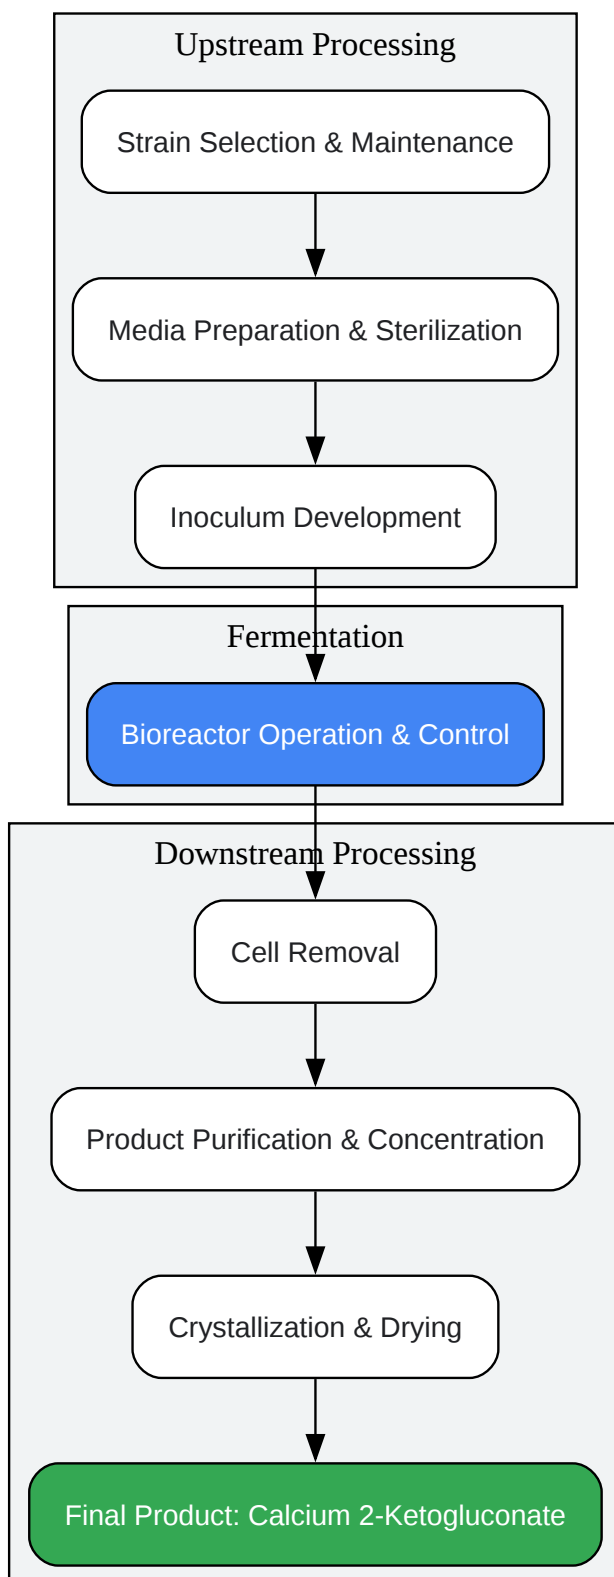 Upstream Processing
Strain Selection & Maintenance
Media Preparation & Sterilization
Inoculum Development
Fermentation
Bioreactor Operation & Control
Downstream Processing
Cell Removal
Product Purification & Concentration
Crystallization & Drying
Final Product: Calcium 2-Ketogluconate